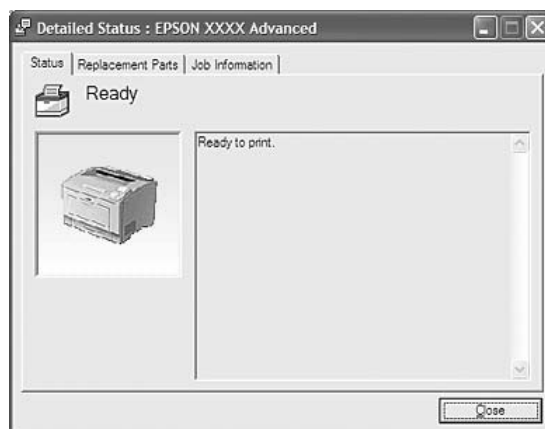 Detailed Status : EPSON XXXX Advanced
Status Replacement Parts Job Information
Ready
Ready to print.
Close